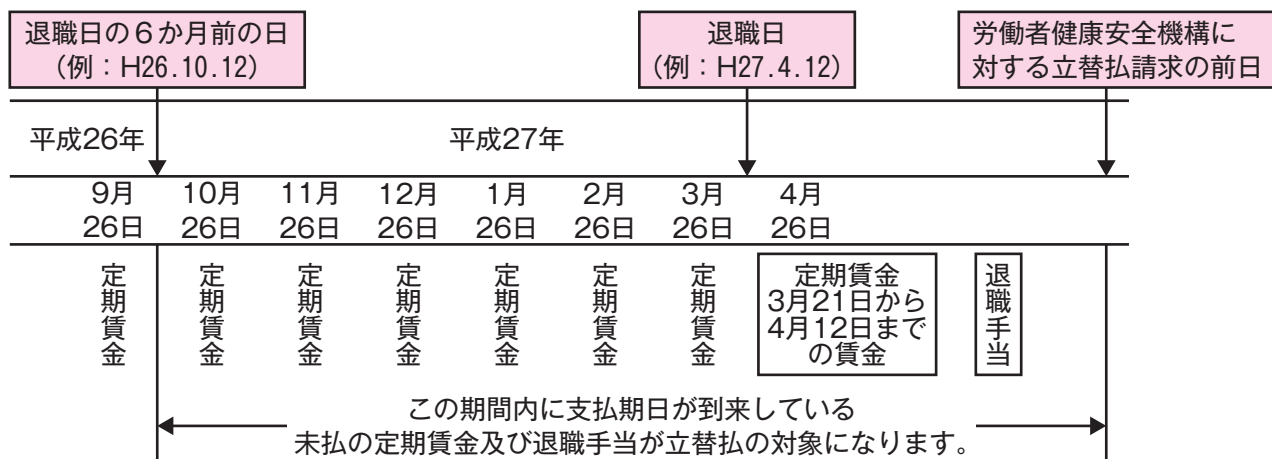 退職日の6か月前の日
(例：H26.10.12)
退職日
(例：H27.4.12)
労働者健康安全機構に
対する立替払請求の前日
平成26年
平成27年
9月
26日
10月
26日
11月
26日
12月
26日
1月
26日
2月
26日
3月
26日
4月
26日
定期賃金
定期賃金
定期賃金
定期賃金
定期賃金
定期賃金
定期賃金
定期賃金
3月21日から
4月12日まで
の賃金
退職手当
この期間内に支払期日が到来している
未払の定期賃金及び退職手当が立替払の対象になります。